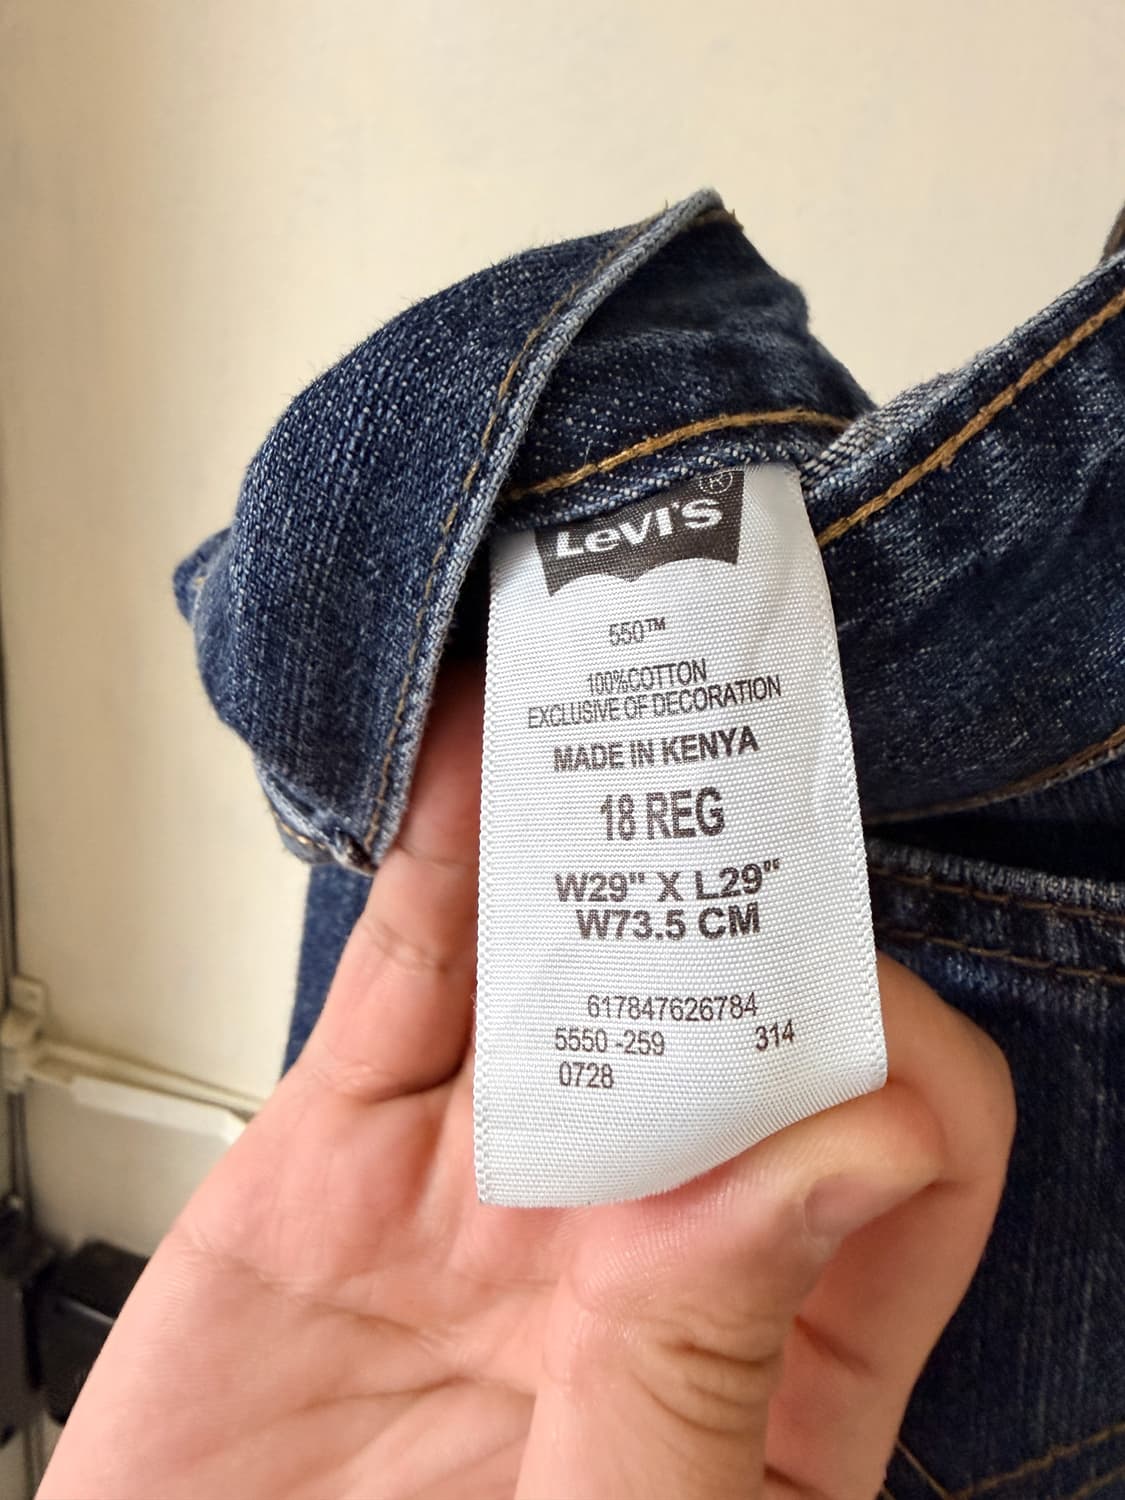 Levi's®
550™
100%COTTON
EXCLUSIVE OF DECORATION
MADE IN KENYA
18 REG
W29" X L29"
W73.5 CM
617847626784
5550 -259 314
0728